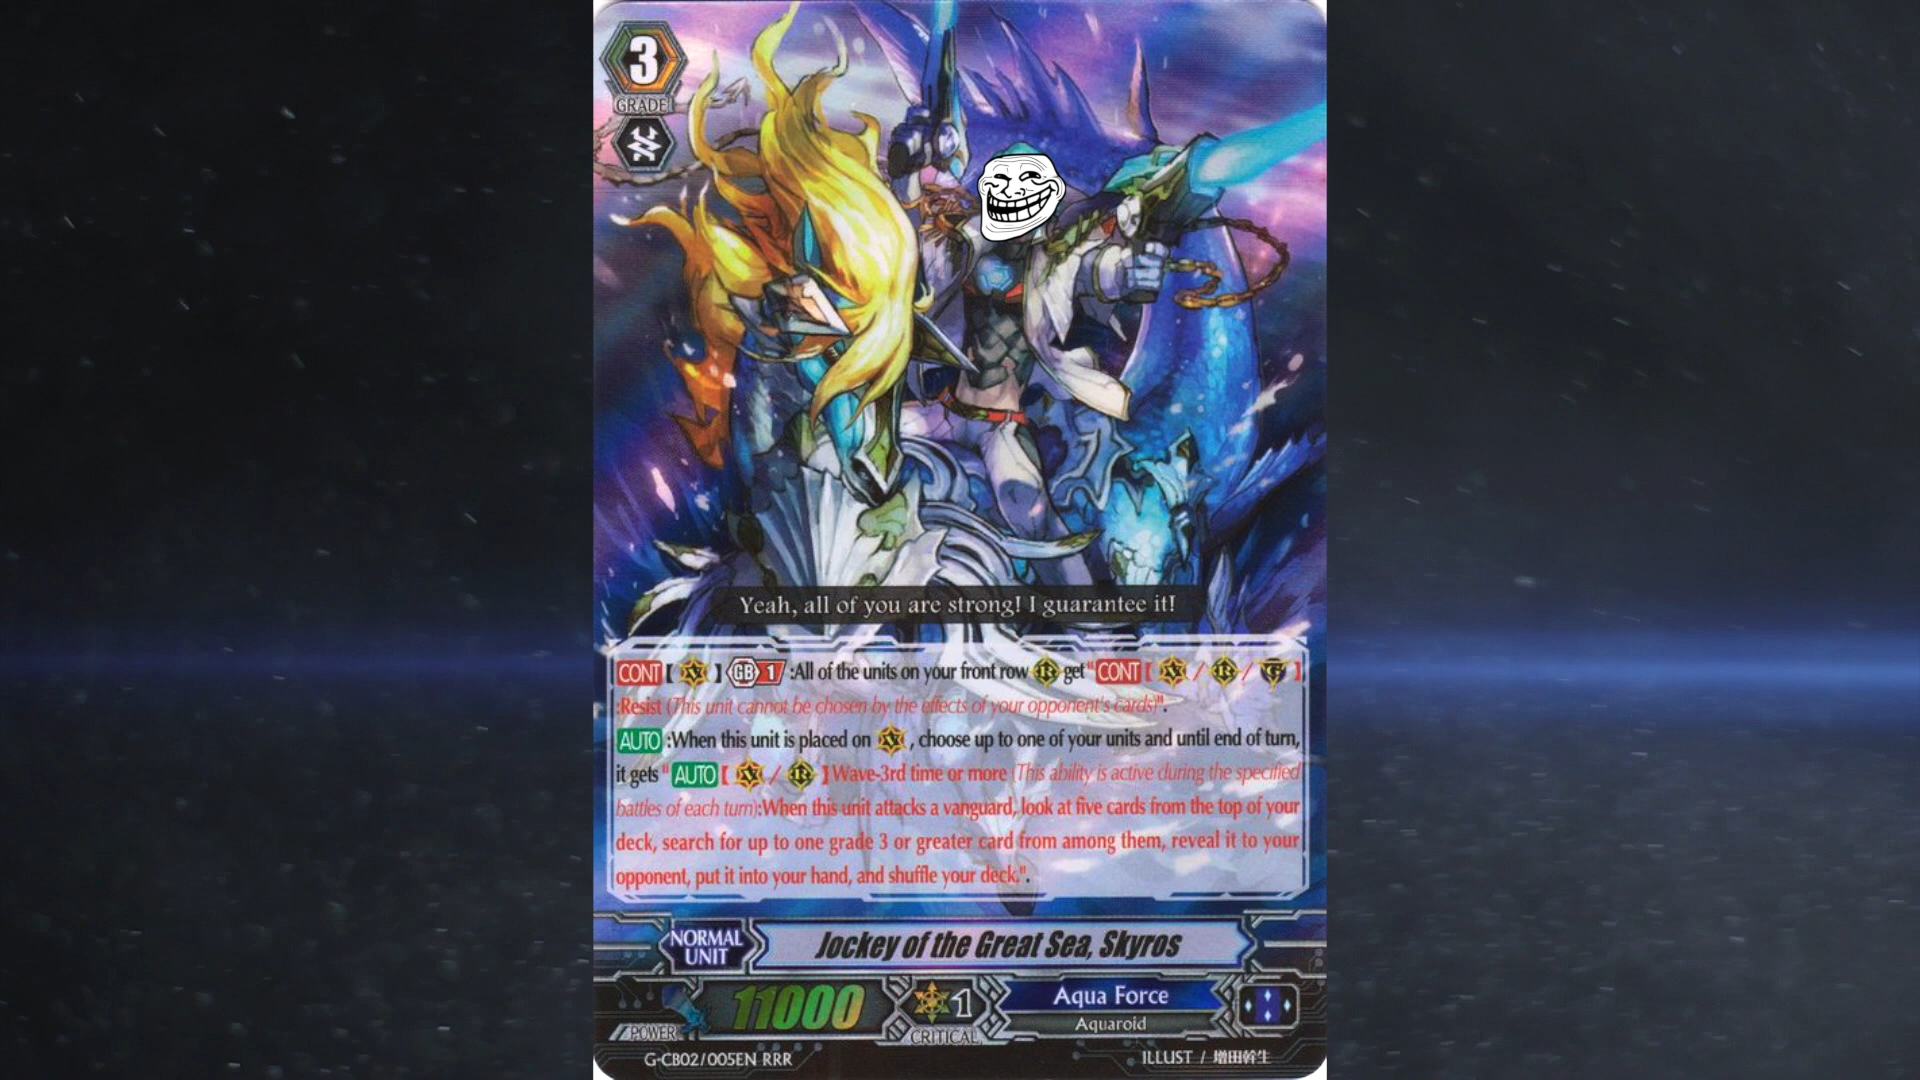 3
GRADE
Yeah, all of you are strong! I guarantee it!
CONT【 V 】GB 1 :All of the units on your front row R get "CONT【 V / R / G 】
:Resist (This unit cannot be chosen by the effects of your opponent's cards)".
AUTO :When this unit is placed on V , choose up to one of your units and until end of turn,
it gets " AUTO【 V / R 】Wave-3rd time or more (This ability is active during the specified
battles of each turn):When this unit attacks a vanguard, look at five cards from the top of your
deck, search for up to one grade 3 or greater card from among them, reveal it to your
opponent, put it into your hand, and shuffle your deck.".
NORMAL
UNIT
Jockey of the Great Sea, Skyros
POWER
11000
1
CRITICAL
Aqua Force
Aquaroid
G-CB02/005EN RRR
ILLUST / 増田幹生